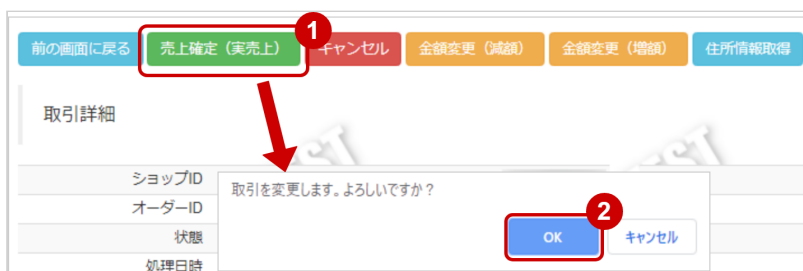 1
前の画面に戻る 売上確定（実売上） キャンセル 金額変更（減額） 金額変更（増額） 住所情報取得
取引詳細
ショップID
取引を変更します。よろしいですか？
オーダーID
2
状態
OK キャンセル
処理日時
EST
EST